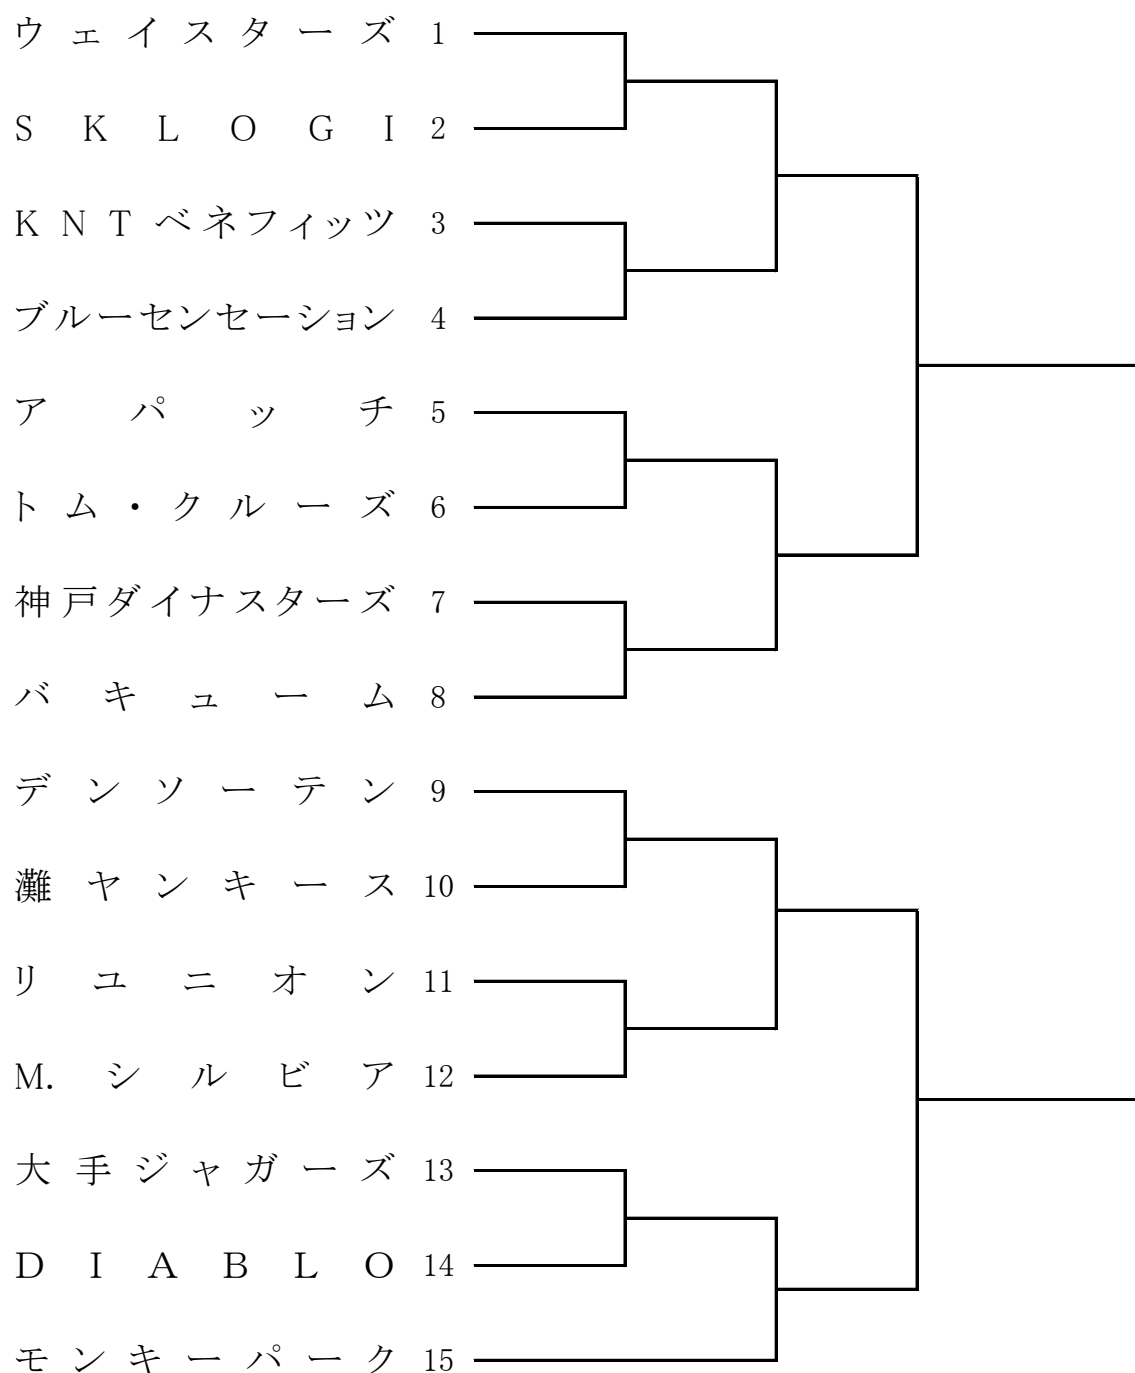 ウェイスターズ 1
SKLOGI 2
KNTベネフィッツ 3
ブルーセンセーション 4
アパッチ 5
トム・クルーズ 6
神戸ダイナスターズ 7
バキューム 8
デンソーテン 9
灘ヤンキース 10
リユニオン 11
M.シルビア 12
大手ジャガーズ 13
DIABLO 14
モンキーパーク 15